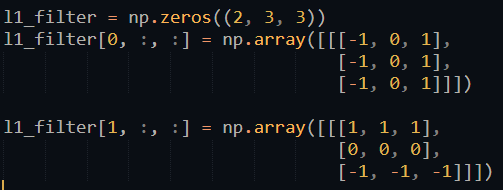 l1_filter = np.zeros((2, 3, 3))
l1_filter[0, :, :] = np.array([[[-1, 0, 1],
                                [-1, 0, 1],
                                [-1, 0, 1]]])

l1_filter[1, :, :] = np.array([[[1, 1, 1],
                                [0, 0, 0],
                                [-1, -1, -1]]])